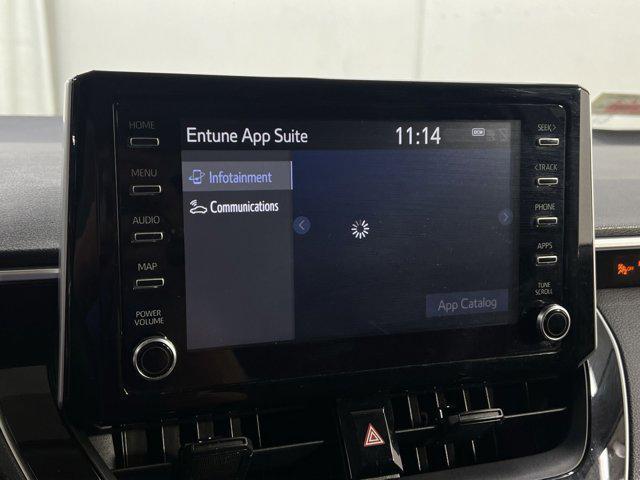 HOME
MENU
AUDIO
MAP
POWER
VOLUME
Entune App Suite 11:14 DCM
Infotainment
Communications
App Catalog
SEEK>
<TRACK
PHONE
APPS
TUNE
SCROLL